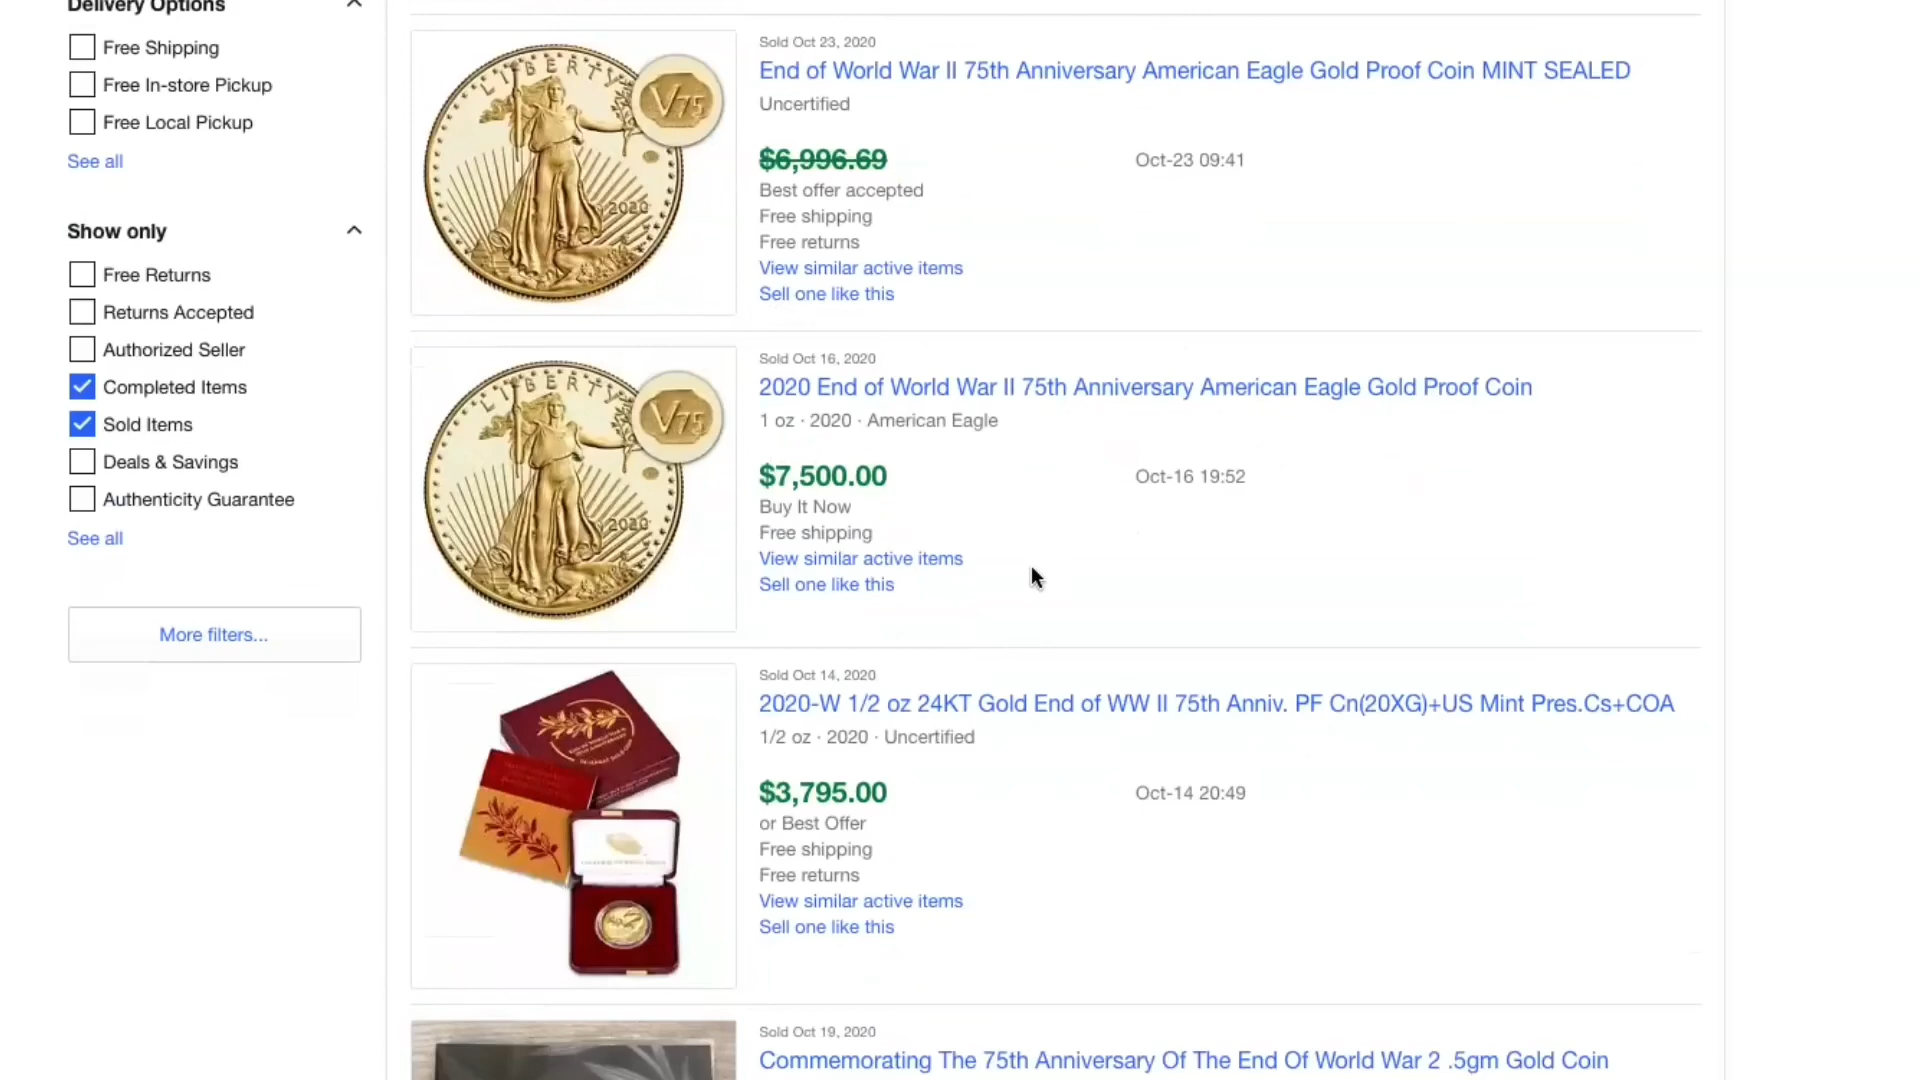 Delivery Options
Free Shipping
Free In-store Pickup
Free Local Pickup
See all
Show only
Free Returns
Returns Accepted
Authorized Seller
Completed Items
Sold Items
Deals & Savings
Authenticity Guarantee
See all
More filters...
LIBERTY
V75
2020
Sold Oct 23, 2020
End of World War II 75th Anniversary American Eagle Gold Proof Coin MINT SEALED
Uncertified
$6,996.69
Oct-23 09:41
Best offer accepted
Free shipping
Free returns
View similar active items
Sell one like this
LIBERTY
V75
2020
Sold Oct 16, 2020
2020 End of World War II 75th Anniversary American Eagle Gold Proof Coin
1 oz · 2020 · American Eagle
$7,500.00
Oct-16 19:52
Buy It Now
Free shipping
View similar active items
Sell one like this
Sold Oct 14, 2020
2020-W 1/2 oz 24KT Gold End of WW II 75th Anniv. PF Cn(20XG)+US Mint Pres.Cs+COA
1/2 oz · 2020 · Uncertified
$3,795.00
Oct-14 20:49
or Best Offer
Free shipping
Free returns
View similar active items
Sell one like this
Sold Oct 19, 2020
Commemorating The 75th Anniversary Of The End Of World War 2 .5gm Gold Coin